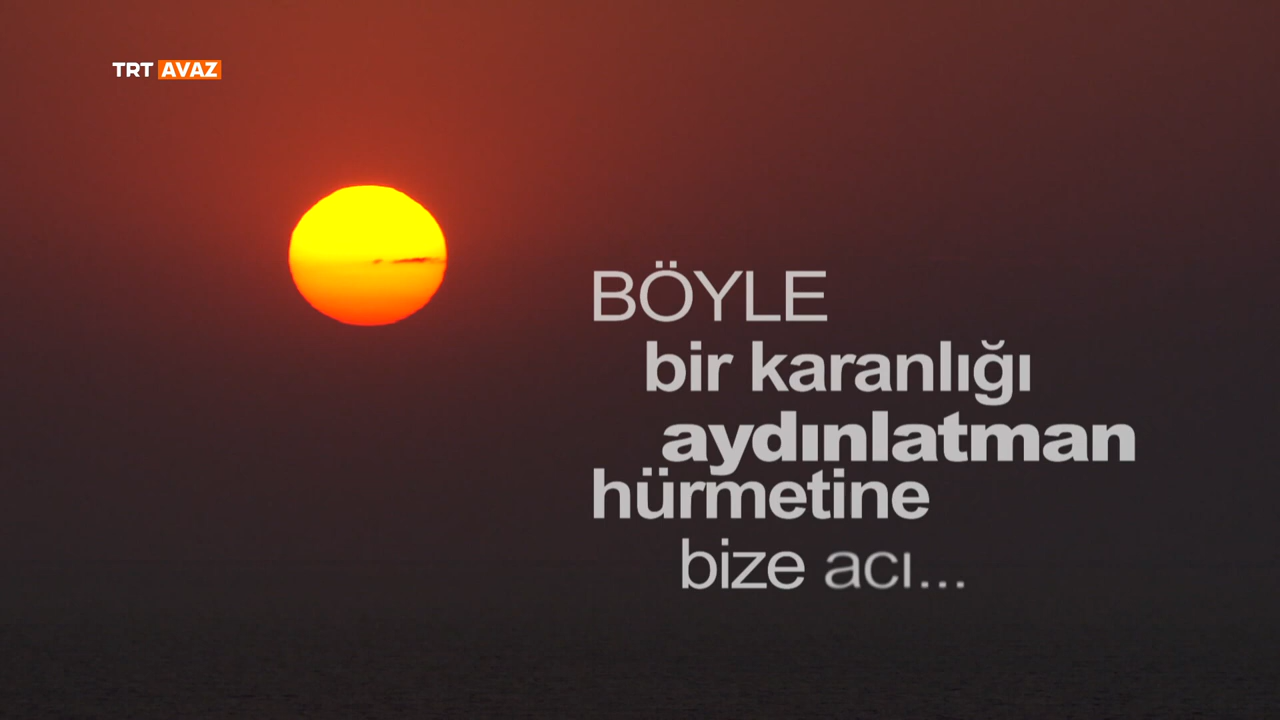 TRT AVAZ
BÖYLE
bir karanlığı
aydınlatman
hürmetine
bize acı...